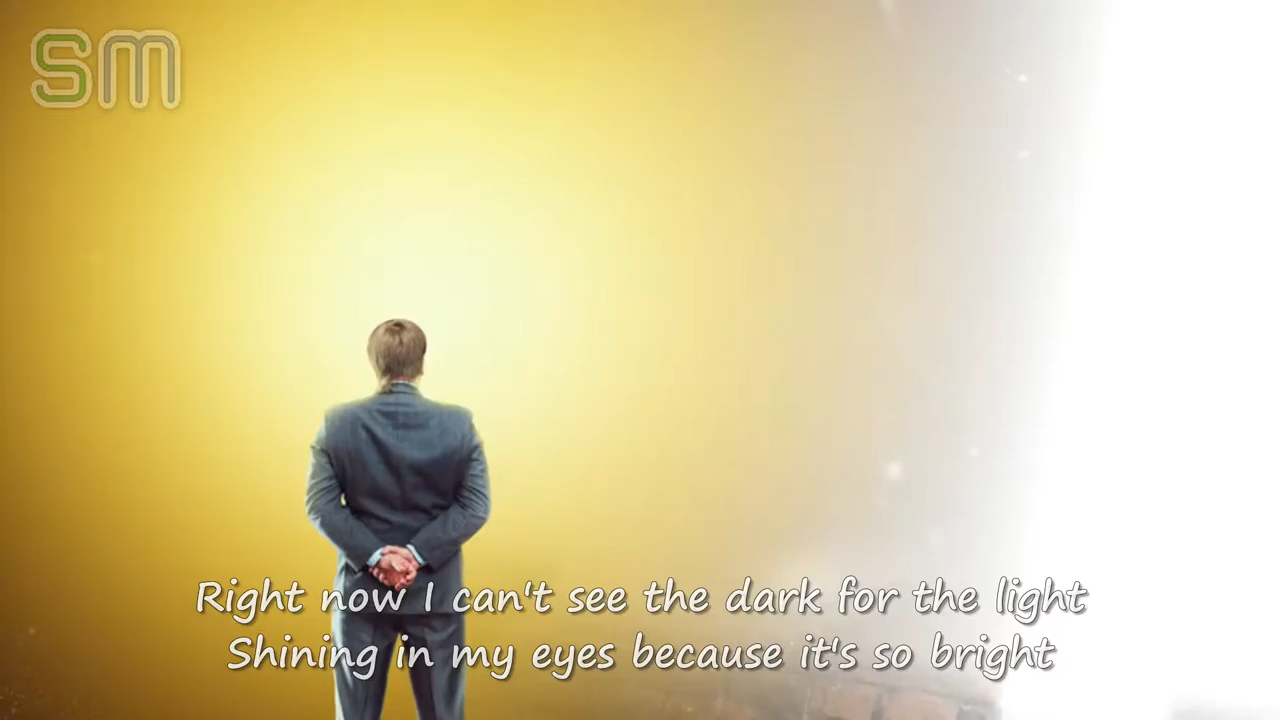 SM
Right now I can't see the dark for the light
Shining in my eyes because it's so bright